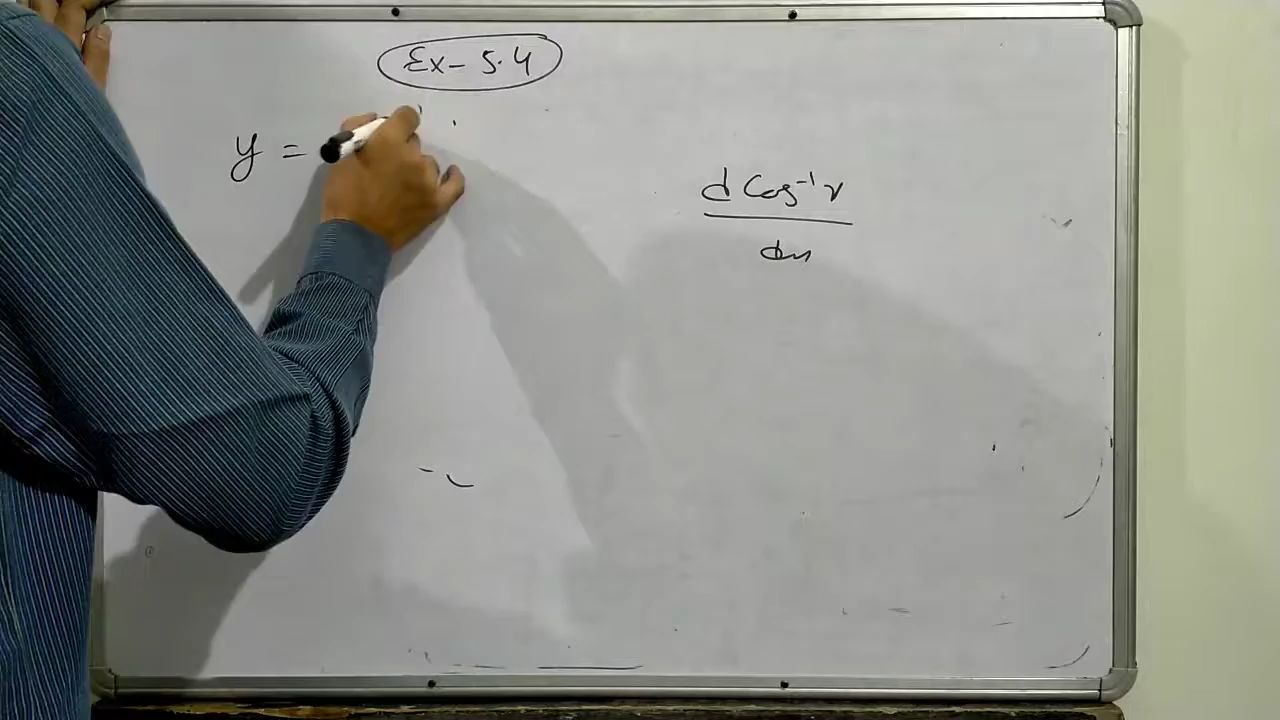 Ex- 5.4
y =
d Cos⁻¹x
dx